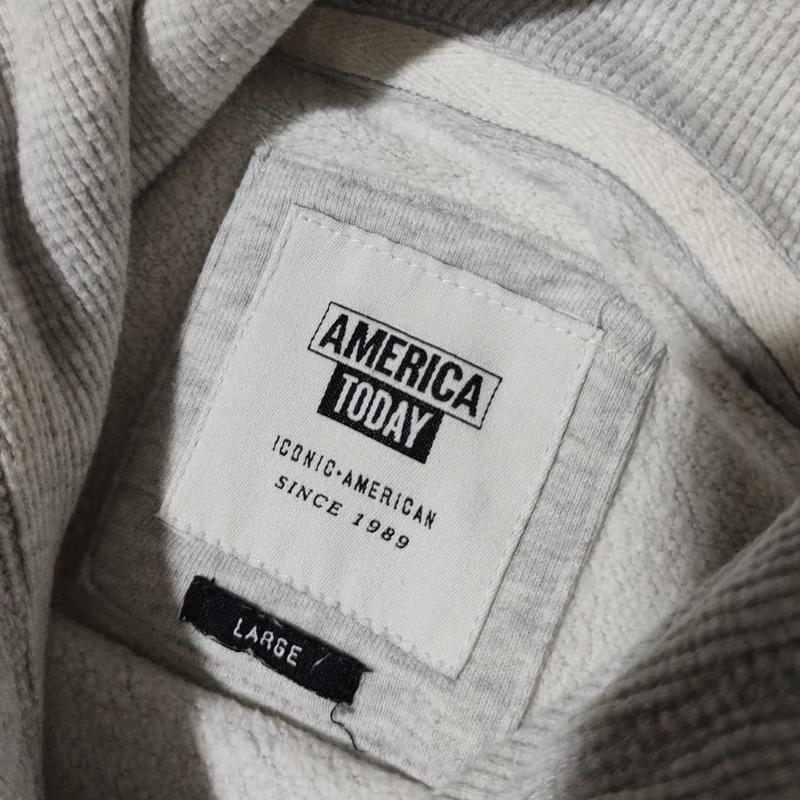 AMERICA
TODAY
ICONIC·AMERICAN
SINCE 1989
LARGE /